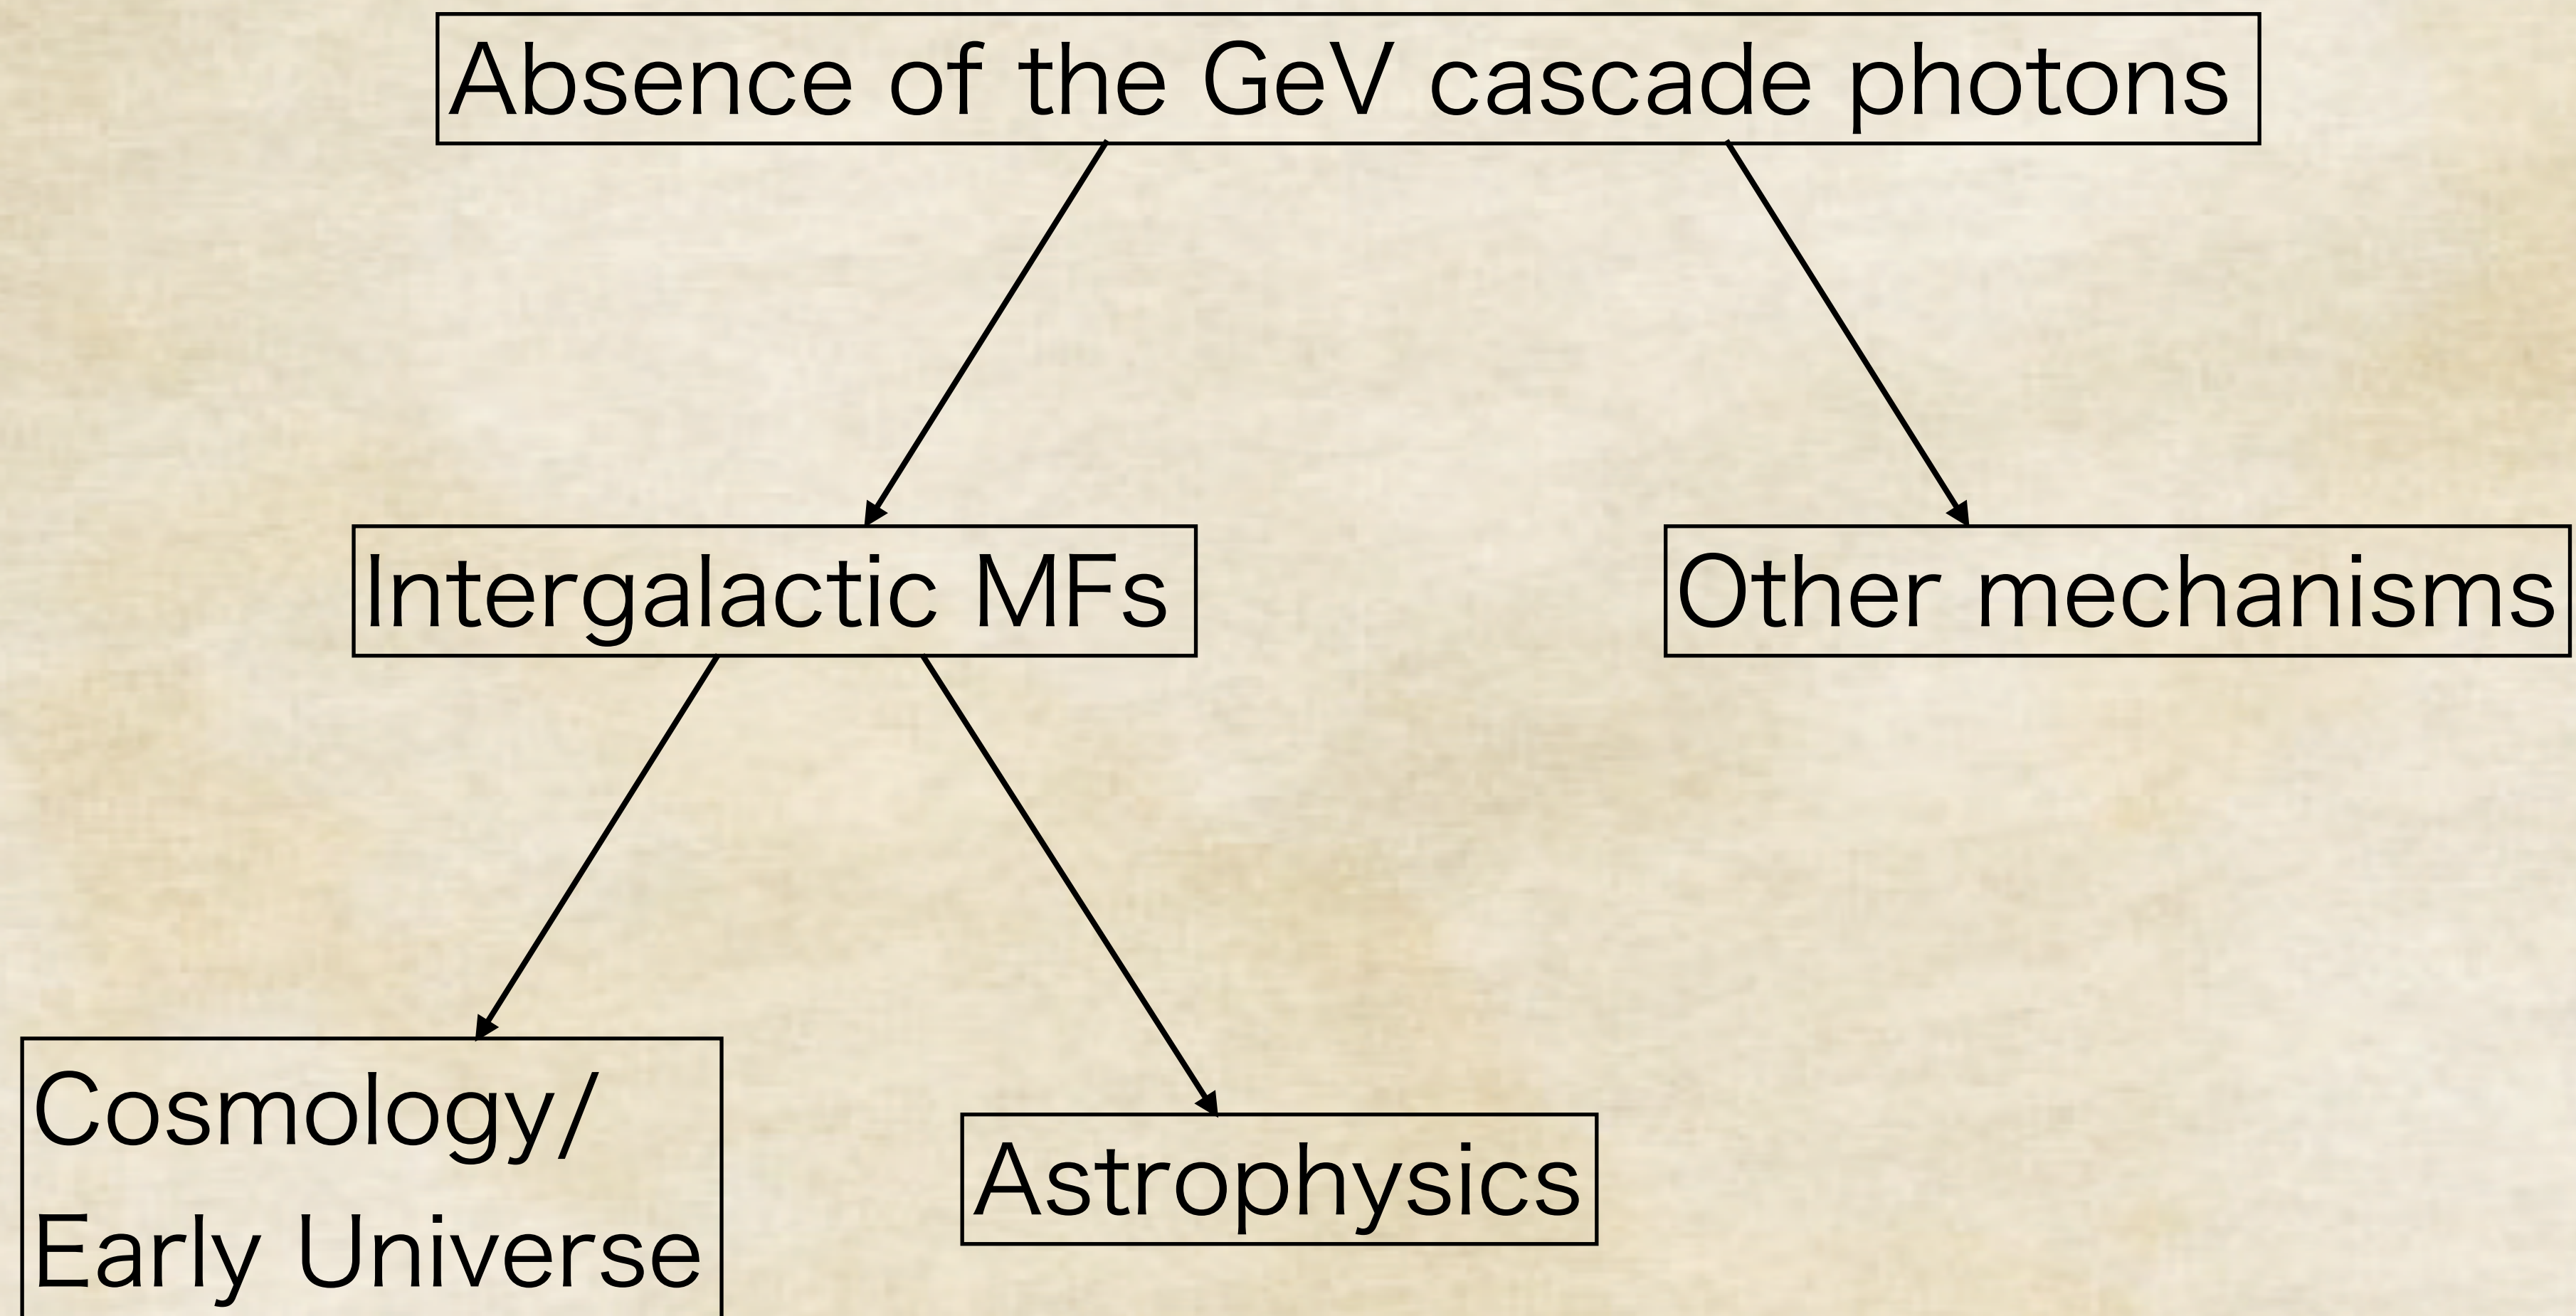 Absence of the GeV cascade photons
Intergalactic MFs
Other mechanisms
Cosmology/
Early Universe
Astrophysics